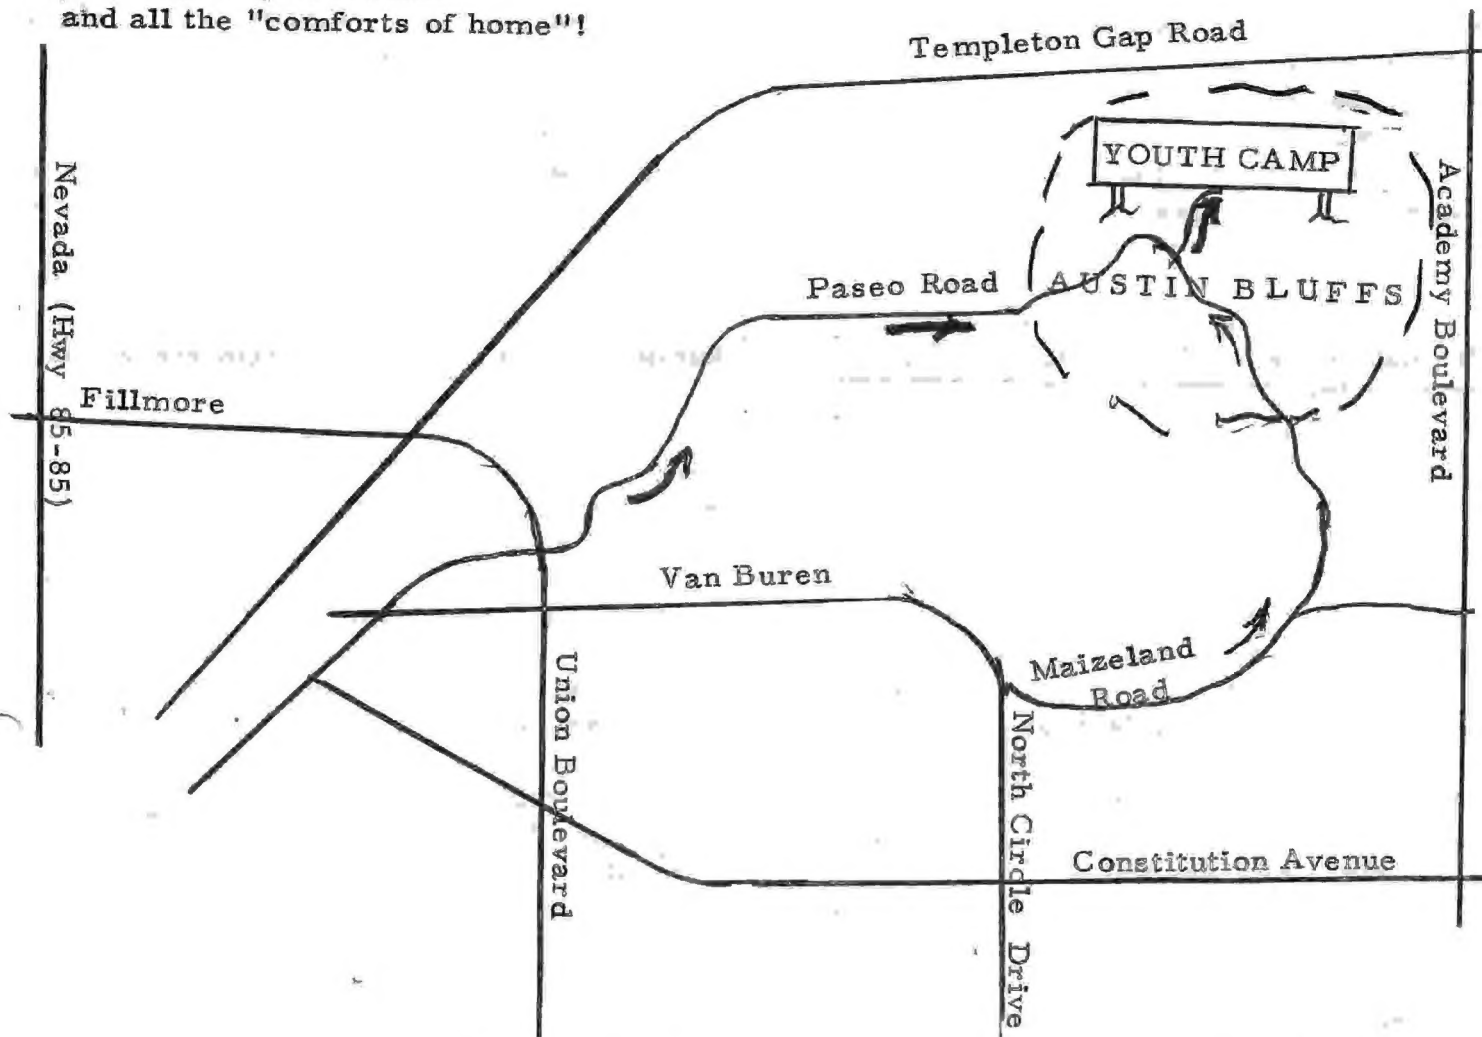 and all the "comforts of home"!
Templeton Gap Road
YOUTH CAMP
Academy Boulevard
Nevada (Hwy 85-85)
Paseo Road
AUSTIN BLUFFS
Fillmore
Van Buren
Maizeland
Road
Union Boulevard
North Circle Drive
Constitution Avenue